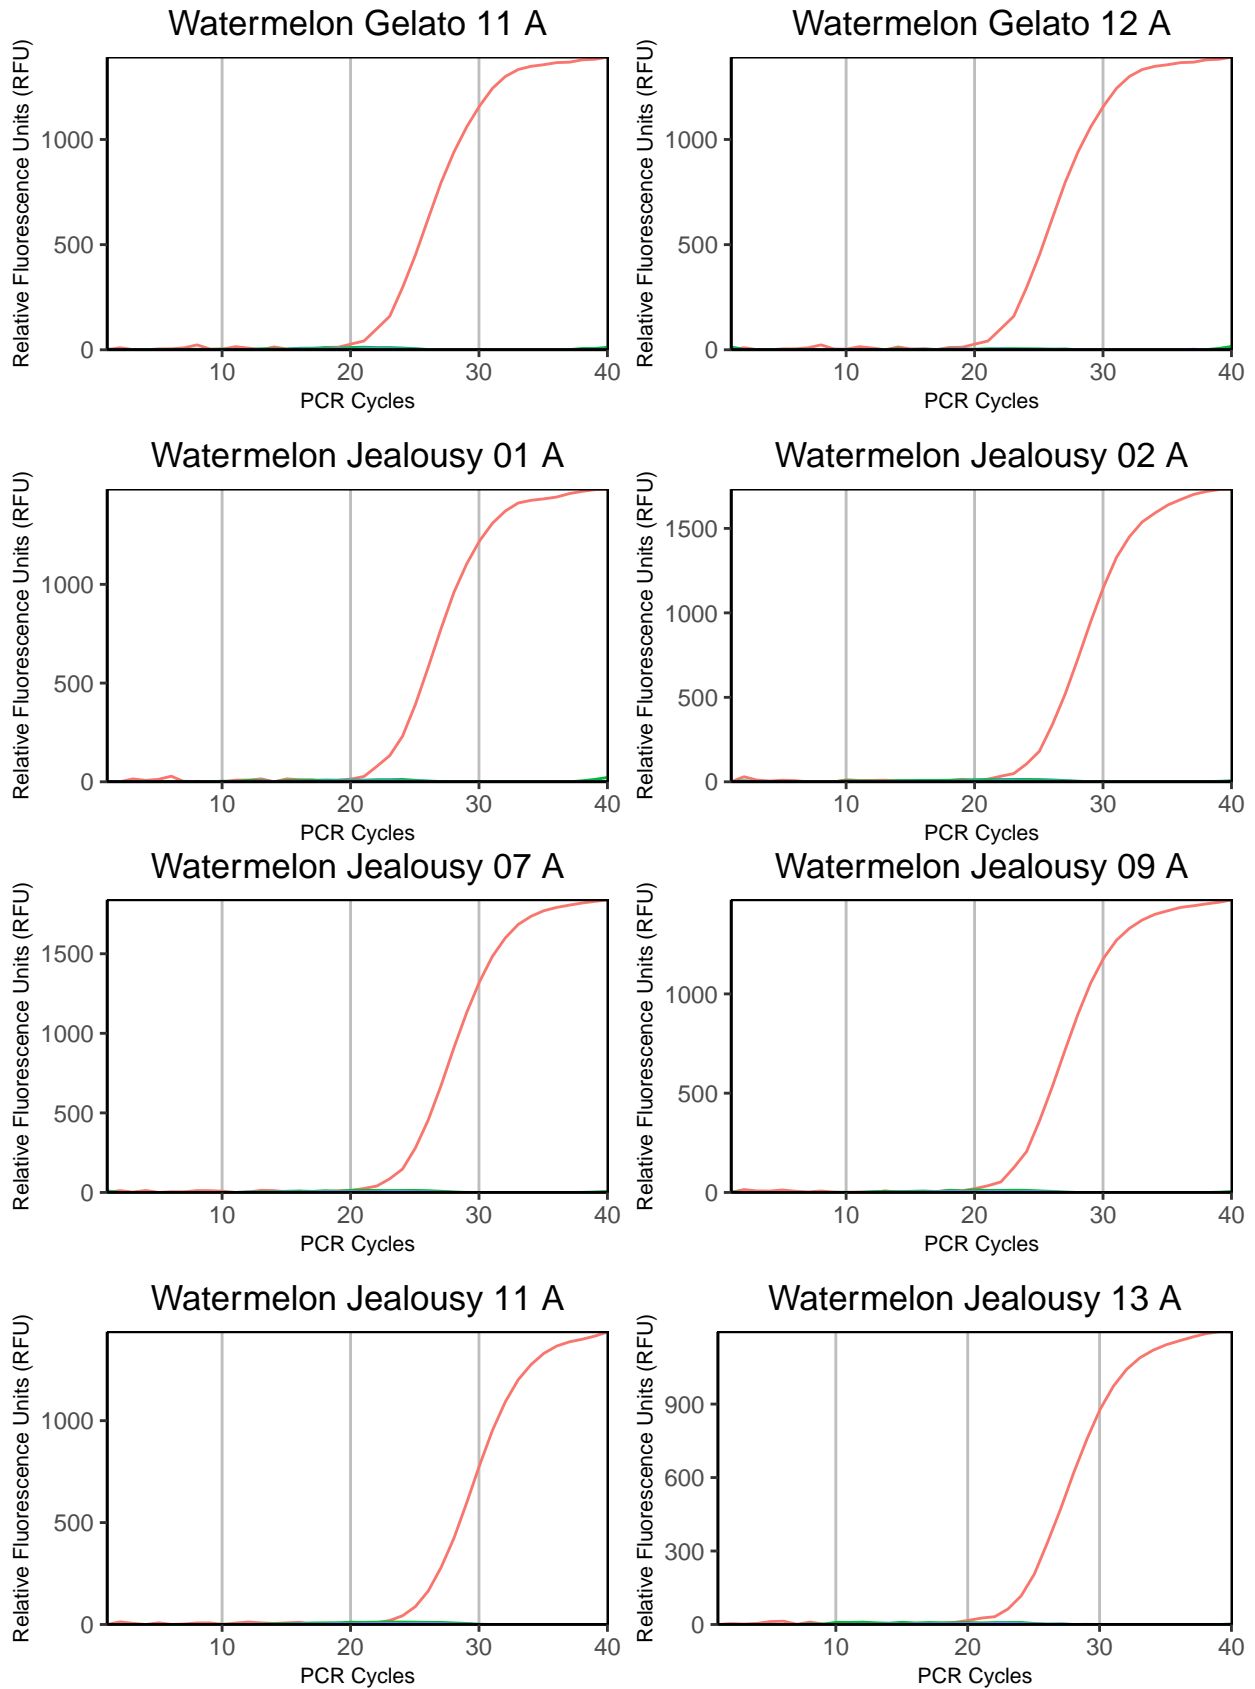 Watermelon Gelato 11 A
Relative Fluorescence Units (RFU)
1000
500
0
10 20 30 40
PCR Cycles
Watermelon Gelato 12 A
Relative Fluorescence Units (RFU)
1000
500
0
10 20 30 40
PCR Cycles
Watermelon Jealousy 01 A
Relative Fluorescence Units (RFU)
1000
500
0
10 20 30 40
PCR Cycles
Watermelon Jealousy 02 A
Relative Fluorescence Units (RFU)
1500
1000
500
0
10 20 30 40
PCR Cycles
Watermelon Jealousy 07 A
Relative Fluorescence Units (RFU)
1500
1000
500
0
10 20 30 40
PCR Cycles
Watermelon Jealousy 09 A
Relative Fluorescence Units (RFU)
1000
500
0
10 20 30 40
PCR Cycles
Watermelon Jealousy 11 A
Relative Fluorescence Units (RFU)
1000
500
0
10 20 30 40
PCR Cycles
Watermelon Jealousy 13 A
Relative Fluorescence Units (RFU)
900
600
300
0
10 20 30 40
PCR Cycles